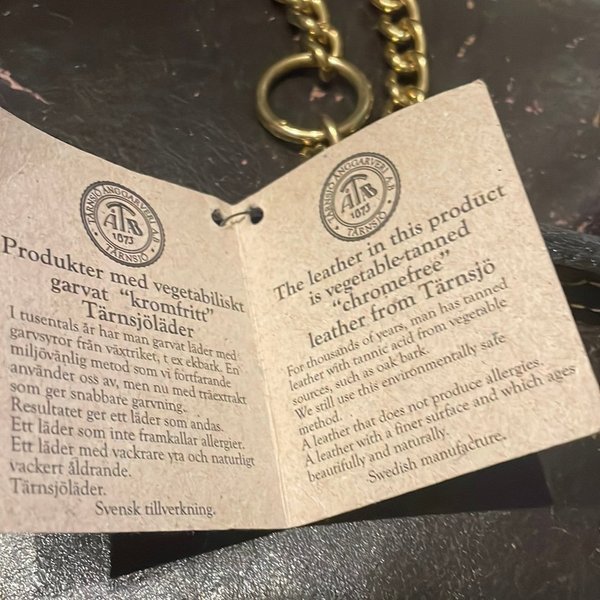 TÄRNSJÖ ÅNGGARVERI A.B
ATB
1873
TÄRNSJÖ
Produkter med vegetabiliskt
garvat "kromfritt"
Tärnsjöläder
I tusentals år har man garvat läder med
garvsyror från växtriket, t ex ekbark. En
miljövänlig metod som vi fortfarande
använder oss av, men nu med träextrakt
som ger snabbare garvning.
Resultatet ger ett läder som andas.
Ett läder som inte framkallar allergier.
Ett läder med vackrare yta och naturligt
vackert åldrande.
Tärnsjöläder.
Svensk tillverkning.
TÄRNSJÖ ÅNGGARVERI A.B
ATB
1873
TÄRNSJÖ
The leather in this product
is vegetable-tanned
"chromefree"
leather from Tärnsjö
For thousands of years, man has tanned
leather with tannic acid from vegetable
sources, such as oak bark.
We still use this environmentally safe
method.
A leather that does not produce allergies.
A leather with a finer surface and which ages
beautifully and naturally.
Swedish manufacture.